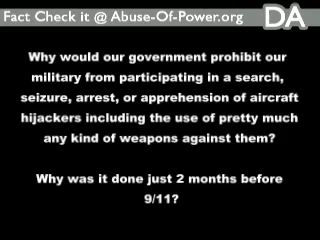 Fact Check it @ Abuse-Of-Power.org
DA
Why would our government prohibit our
military from participating in a search,
seizure, arrest, or apprehension of aircraft
hijackers including the use of pretty much
any kind of weapons against them?
Why was it done just 2 months before
9/11?